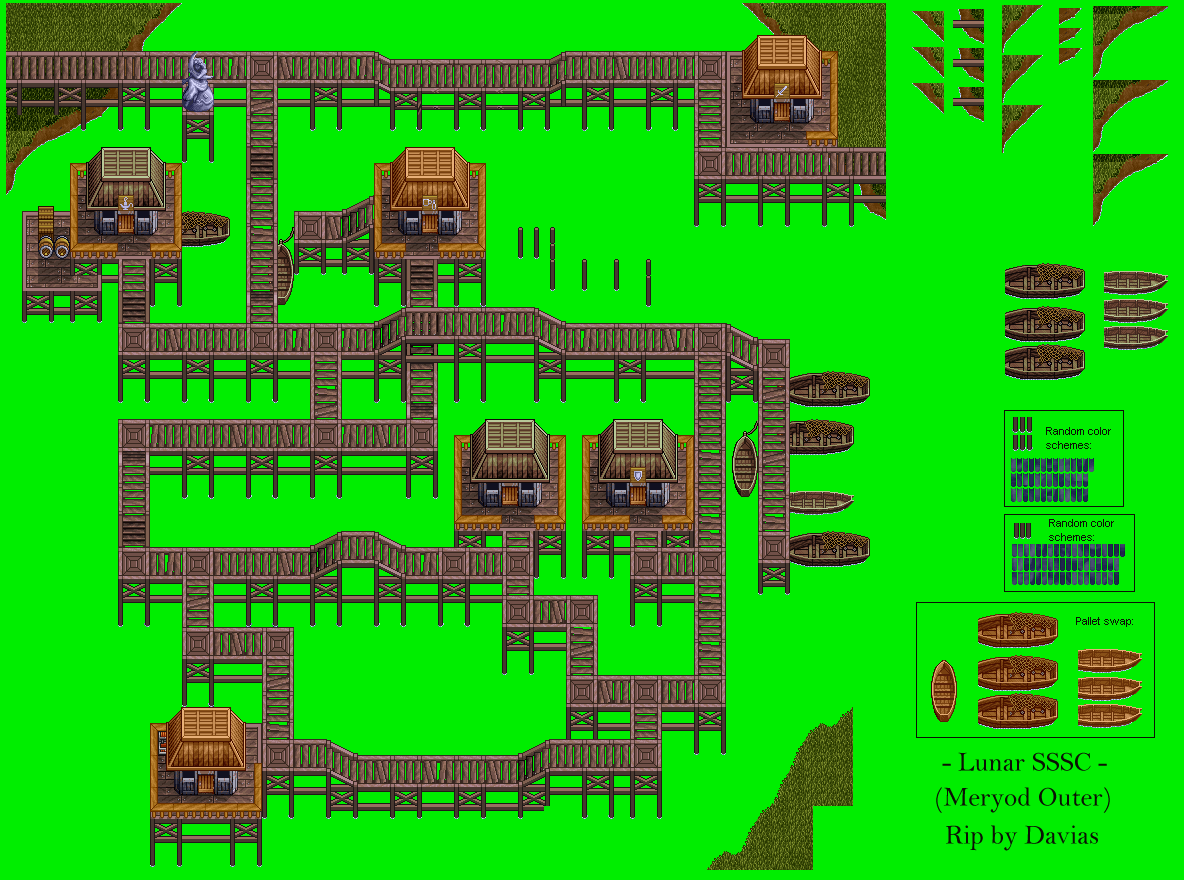 Random color
schemes:
Random color
schemes:
Pallet swap:
- Lunar SSSC -
(Meryod Outer)
Rip by Davias